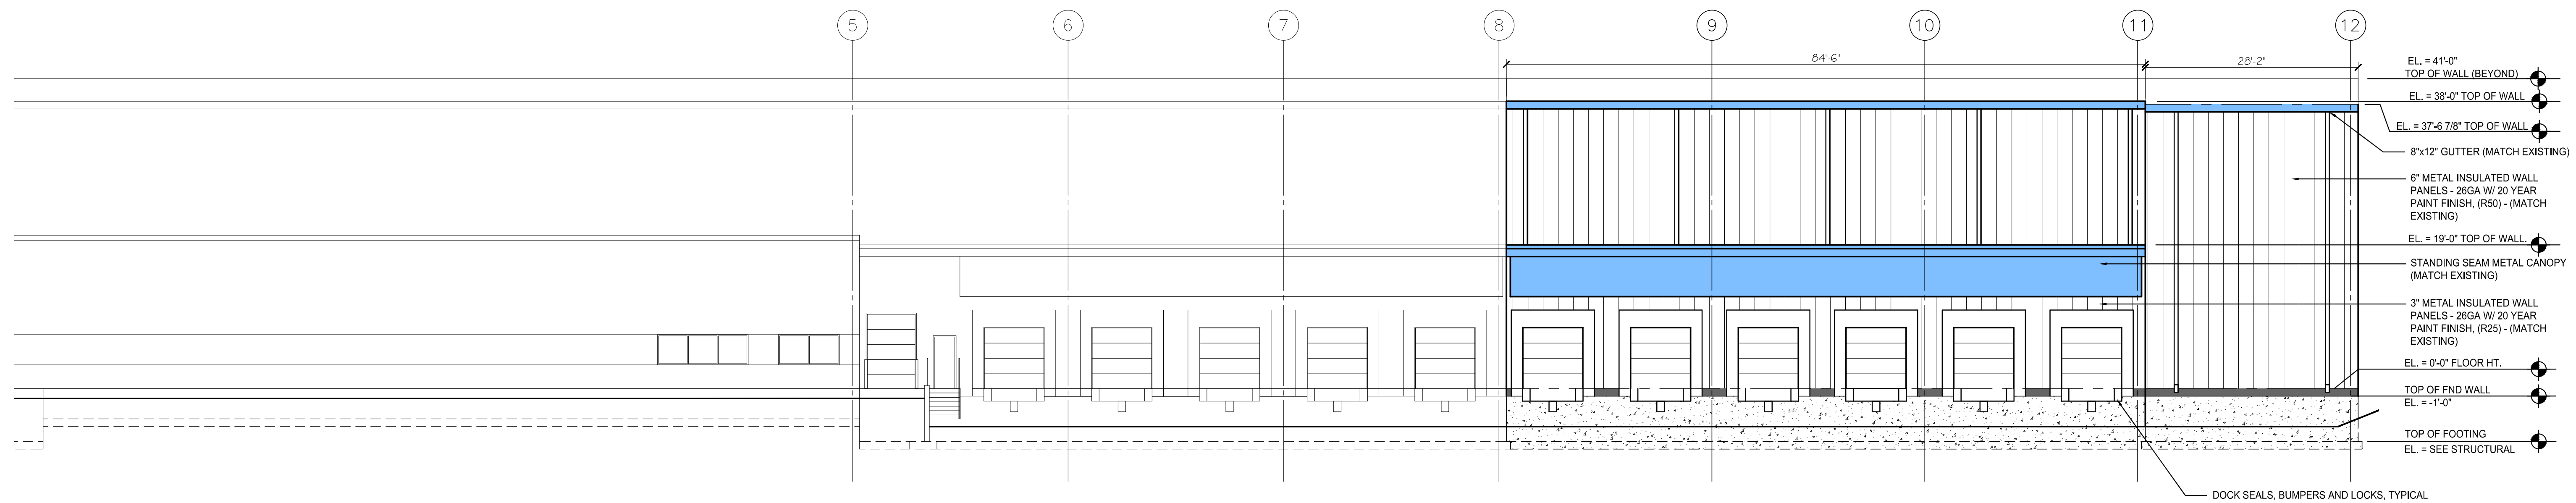 5
6
7
8
9
10
11
12
84'-6"
28'-2"
EL. = 41'-0"
TOP OF WALL (BEYOND)
EL. = 38'-0" TOP OF WALL
EL. = 37'-6 7/8" TOP OF WALL
8"x12" GUTTER (MATCH EXISTING)
6" METAL INSULATED WALL
PANELS - 26GA W/ 20 YEAR
PAINT FINISH, (R50) - (MATCH
EXISTING)
EL. = 19'-0" TOP OF WALL.
STANDING SEAM METAL CANOPY
(MATCH EXISTING)
3" METAL INSULATED WALL
PANELS - 26GA W/ 20 YEAR
PAINT FINISH, (R25) - (MATCH
EXISTING)
EL. = 0'-0" FLOOR HT.
TOP OF FND WALL
EL. = -1'-0"
TOP OF FOOTING
EL. = SEE STRUCTURAL
DOCK SEALS, BUMPERS AND LOCKS, TYPICAL